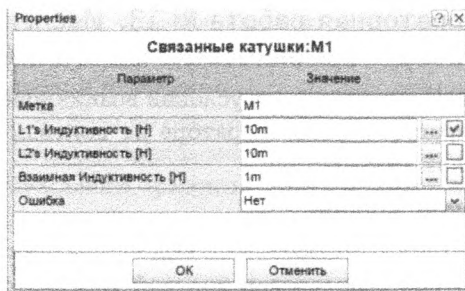 Properties
Связанные катушки:M1
Параметр Значение
Метка M1
L1's Индуктивность [H] 10m ...
L2's Индуктивность [H] 10m ...
Взаимная Индуктивность [H] 1m ...
Ошибка Нет
OK Отменить